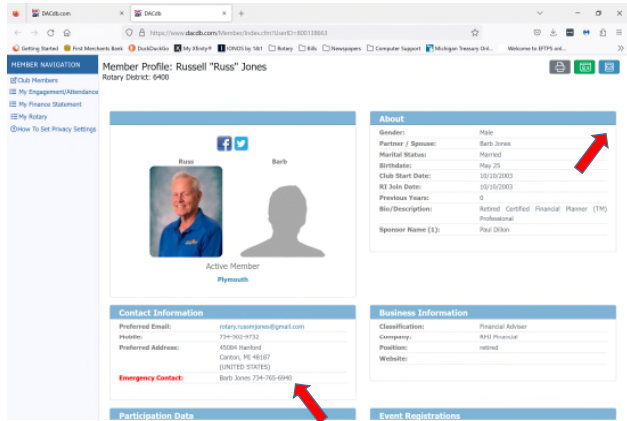 DACdb.com × DACdb × +
https://www.dacdb.com/Member/Index.cfm?UserID=800138663
Getting Started First Merchants Bank DuckDuckGo My Xfinity® IONOS by 1&1 Rotary Bills Newspapers Computer Support Michigan Treasury Onl... Welcome to EFTPS onl... >>
MEMBER NAVIGATION
Club Members
My Engagement/Attendance
My Finance Statement
My Rotary
How To Set Privacy Settings
Member Profile: Russell "Russ" Jones
Rotary District: 6400
Russ Barb
Active Member
Plymouth
About
Gender: Male
Partner / Spouse: Barb Jones
Marital Status: Married
Birthdate: May 25
Club Start Date: 10/10/2003
RI Join Date: 10/10/2003
Previous Years: 0
Bio/Description: Retired Certified Financial Planner (TM)
Professional
Sponsor Name (1): Paul Dillon
Contact Information
Preferred Email: rotary.russmjones@gmail.com
Mobile: 734-902-9732
Preferred Address: 45084 Hanford
Canton, MI 48187
(UNITED STATES)
Emergency Contact: Barb Jones 734-765-6940
Business Information
Classification: Financial Adviser
Company: RMJ Financial
Position: retired
Website:
Participation Data
Event Registrations